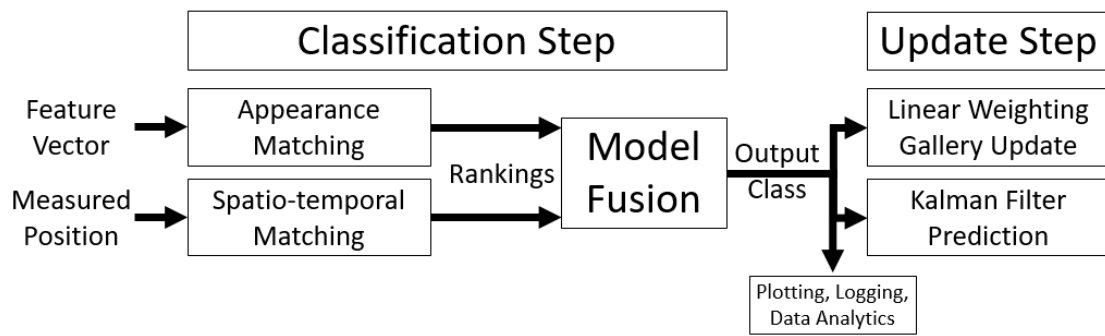 Classification Step
Update Step
Feature
Vector
Appearance
Matching
Measured
Position
Spatio-temporal
Matching
Rankings
Model
Fusion
Output
Class
Linear Weighting
Gallery Update
Kalman Filter
Prediction
Plotting, Logging,
Data Analytics